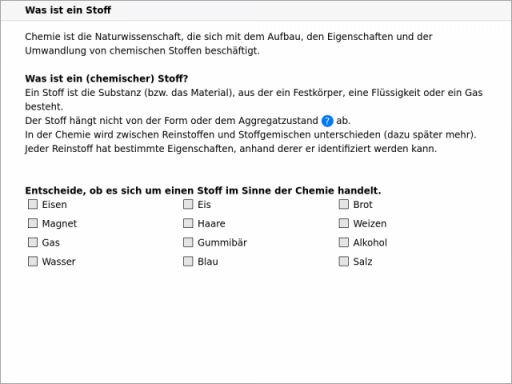 Was ist ein Stoff
Chemie ist die Naturwissenschaft, die sich mit dem Aufbau, den Eigenschaften und der
Umwandlung von chemischen Stoffen beschäftigt.
Was ist ein (chemischer) Stoff?
Ein Stoff ist die Substanz (bzw. das Material), aus der ein Festkörper, eine Flüssigkeit oder ein Gas
besteht.
Der Stoff hängt nicht von der Form oder dem Aggregatzustand ? ab.
In der Chemie wird zwischen Reinstoffen und Stoffgemischen unterschieden (dazu später mehr).
Jeder Reinstoff hat bestimmte Eigenschaften, anhand derer er identifiziert werden kann.
Entscheide, ob es sich um einen Stoff im Sinne der Chemie handelt.
Eisen Eis Brot
Magnet Haare Weizen
Gas Gummibär Alkohol
Wasser Blau Salz